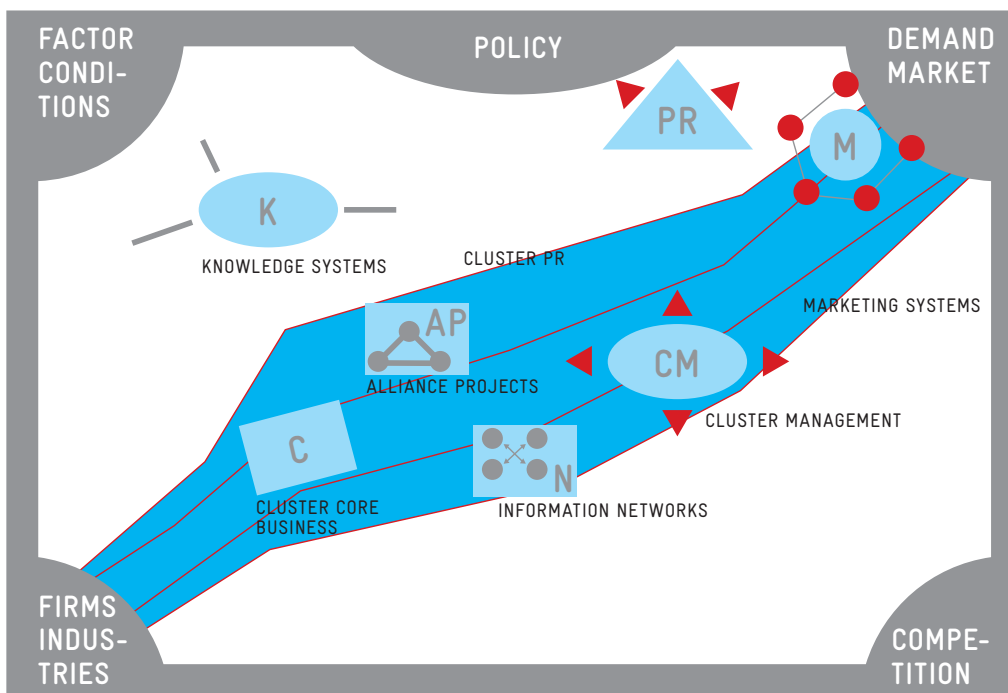 FACTOR
CONDI-
TIONS
POLICY
DEMAND
MARKET
PR
M
K
KNOWLEDGE SYSTEMS
CLUSTER PR
MARKETING SYSTEMS
AP
ALLIANCE PROJECTS
CM
CLUSTER MANAGEMENT
C
CLUSTER CORE
BUSINESS
N
INFORMATION NETWORKS
FIRMS
INDUS-
TRIES
COMPE-
TITION